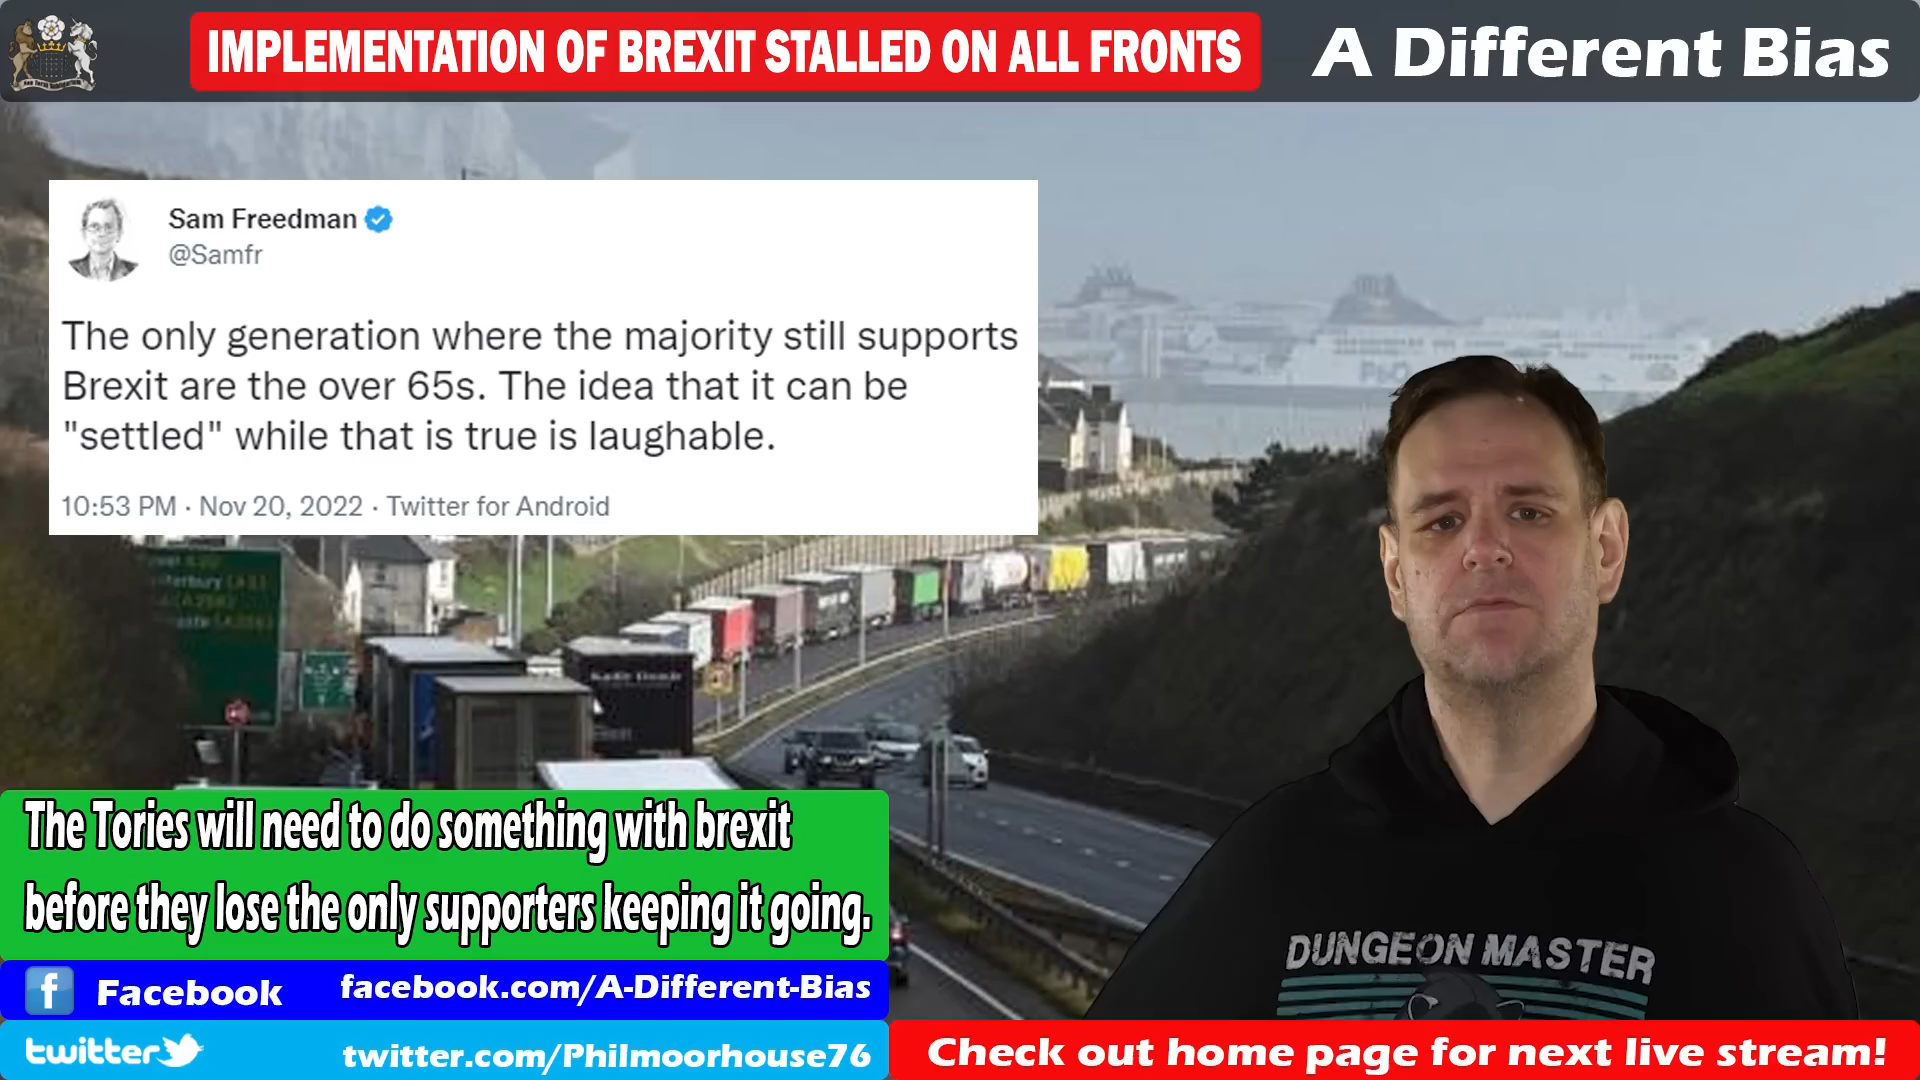 IMPLEMENTATION OF BREXIT STALLED ON ALL FRONTS
A Different Bias
Sam Freedman
@Samfr
The only generation where the majority still supports
Brexit are the over 65s. The idea that it can be
"settled" while that is true is laughable.
10:53 PM · Nov 20, 2022 · Twitter for Android
P&O
The Tories will need to do something with brexit
before they lose the only supporters keeping it going.
f Facebook
facebook.com/A-Different-Bias
twitter
twitter.com/Philmoorhouse76
DUNGEON MASTER
Check out home page for next live stream!